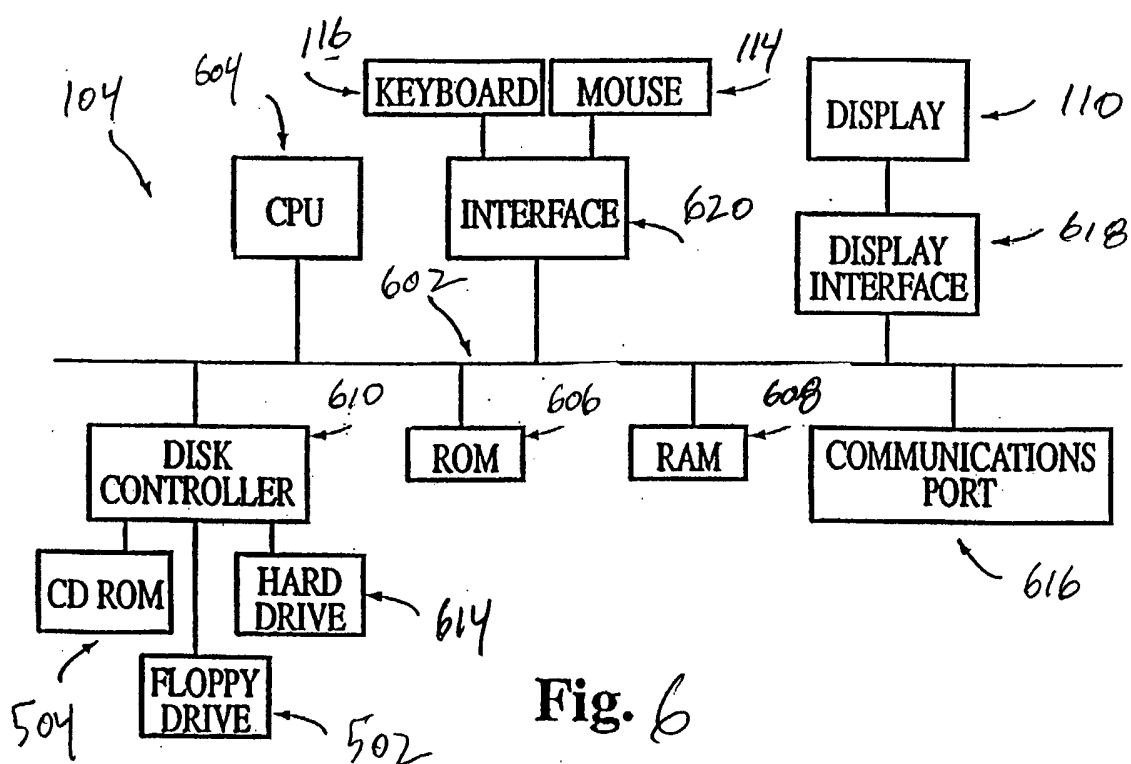 116
KEYBOARD
MOUSE
114
604
104
CPU
INTERFACE
620
DISPLAY
110
DISPLAY
INTERFACE
618
602
610
DISK
CONTROLLER
606
ROM
608
RAM
COMMUNICATIONS
PORT
616
CD ROM
504
HARD
DRIVE
614
FLOPPY
DRIVE
502
Fig. 6